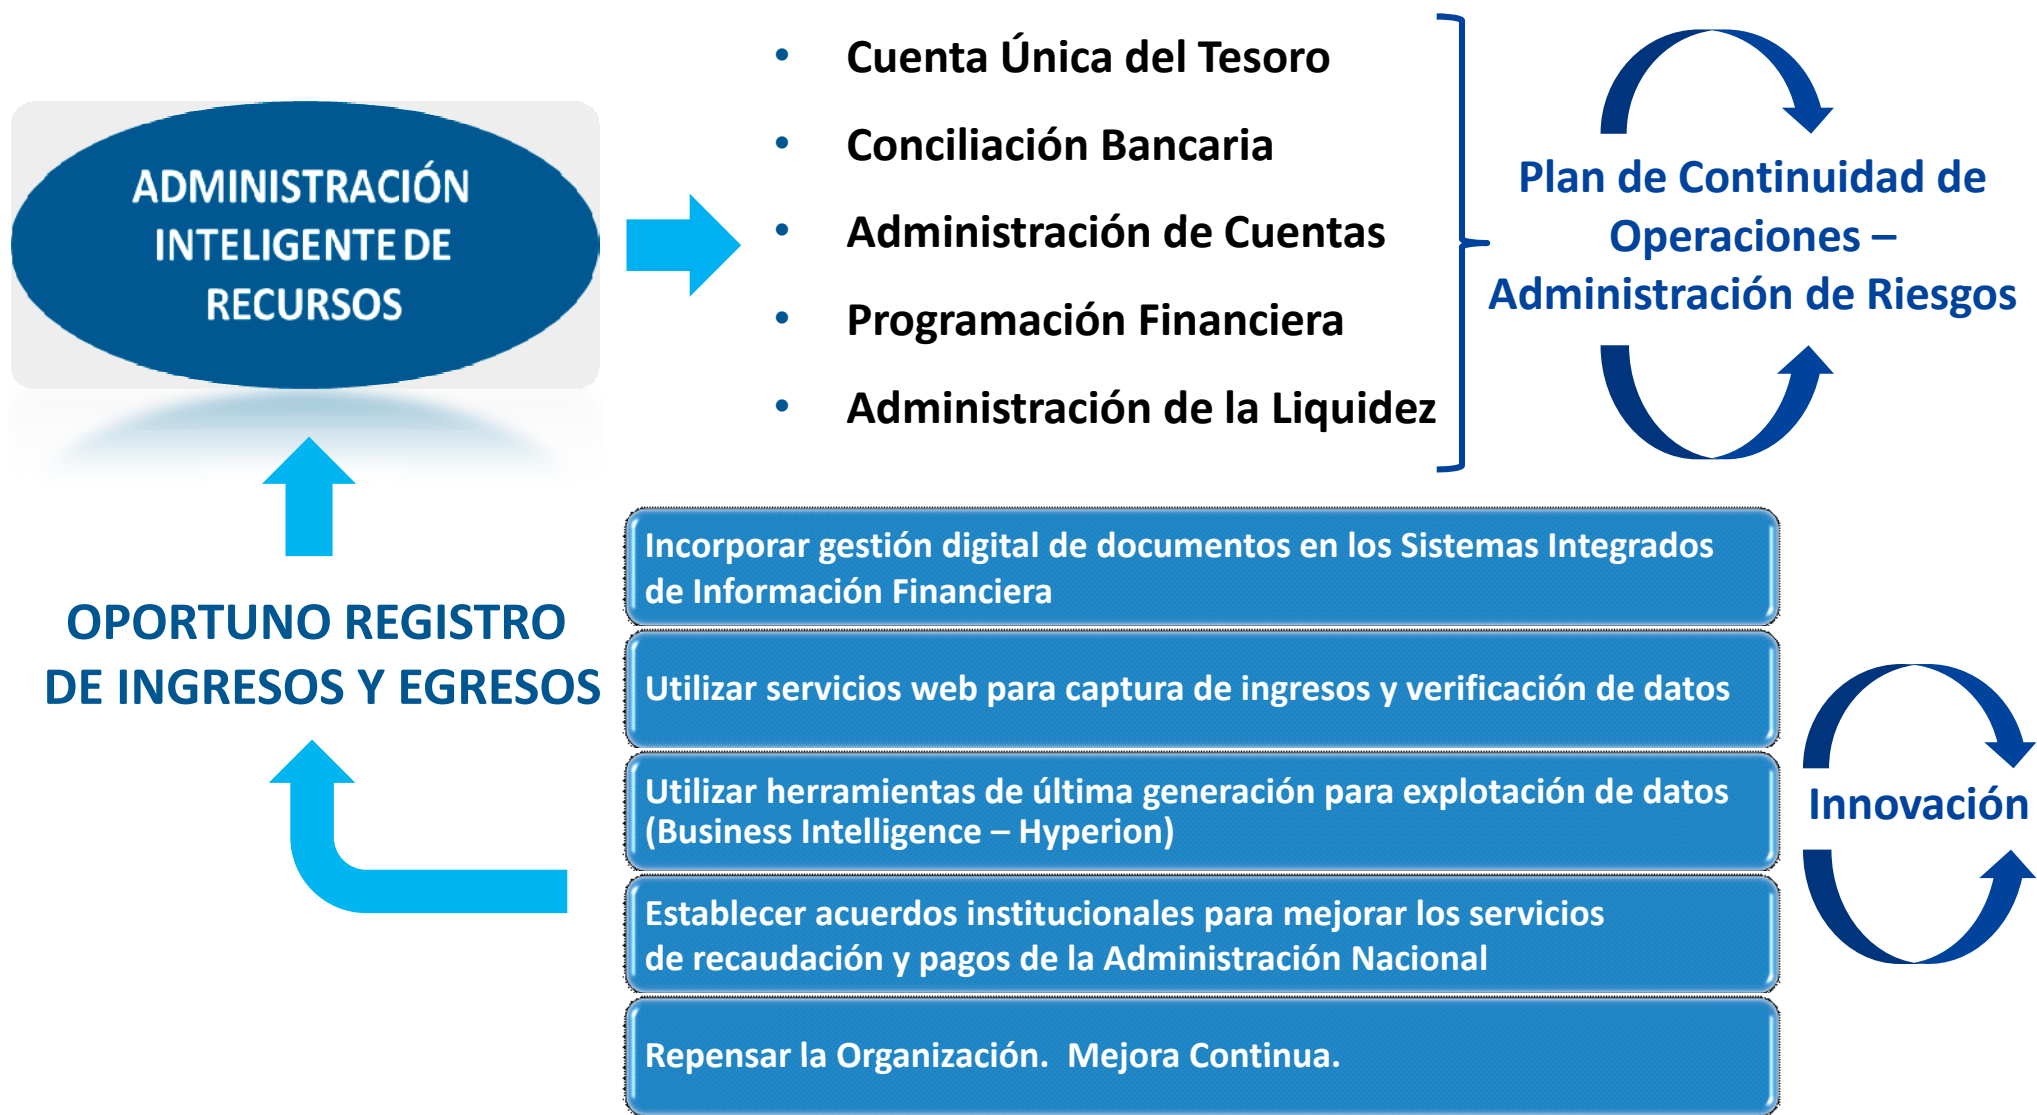 ADMINISTRACIÓN
INTELIGENTE DE
RECURSOS
• Cuenta Única del Tesoro
• Conciliación Bancaria
• Administración de Cuentas
• Programación Financiera
• Administración de la Liquidez
Plan de Continuidad de
Operaciones –
Administración de Riesgos
OPORTUNO REGISTRO
DE INGRESOS Y EGRESOS
Incorporar gestión digital de documentos en los Sistemas Integrados
de Información Financiera
Utilizar servicios web para captura de ingresos y verificación de datos
Utilizar herramientas de última generación para explotación de datos
(Business Intelligence – Hyperion)
Establecer acuerdos institucionales para mejorar los servicios
de recaudación y pagos de la Administración Nacional
Repensar la Organización.  Mejora Continua.
Innovación